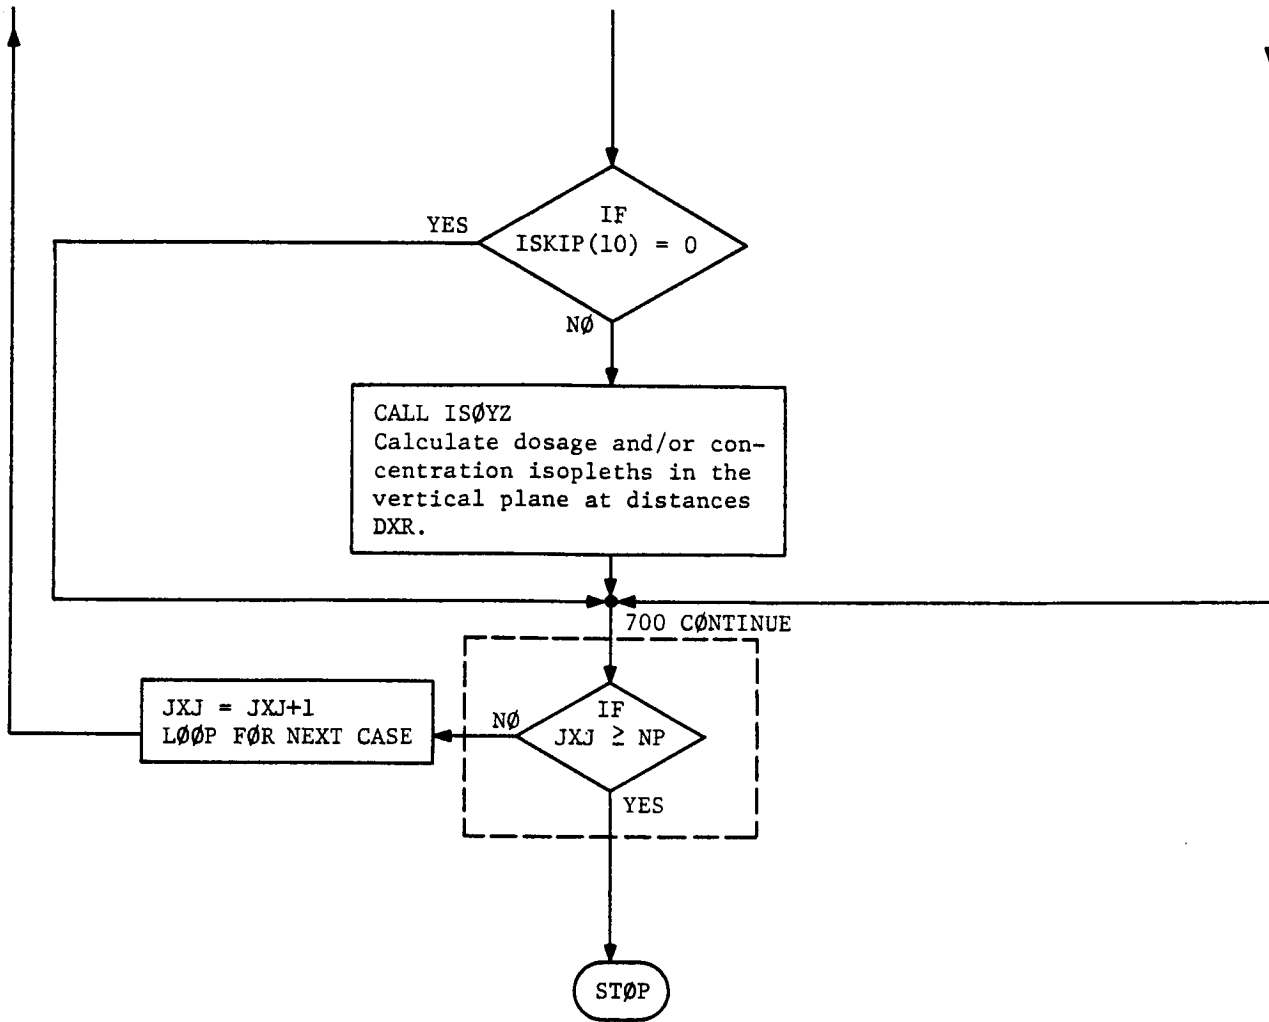 IF
YES
ISKIP(10) = 0
NØ
CALL ISØYZ
Calculate dosage and/or con-
centration isopleths in the
vertical plane at distances
DXR.
700 CØNTINUE
JXJ = JXJ+1
LØØP FØR NEXT CASE
NØ
IF
JXJ ≥ NP
YES
STØP